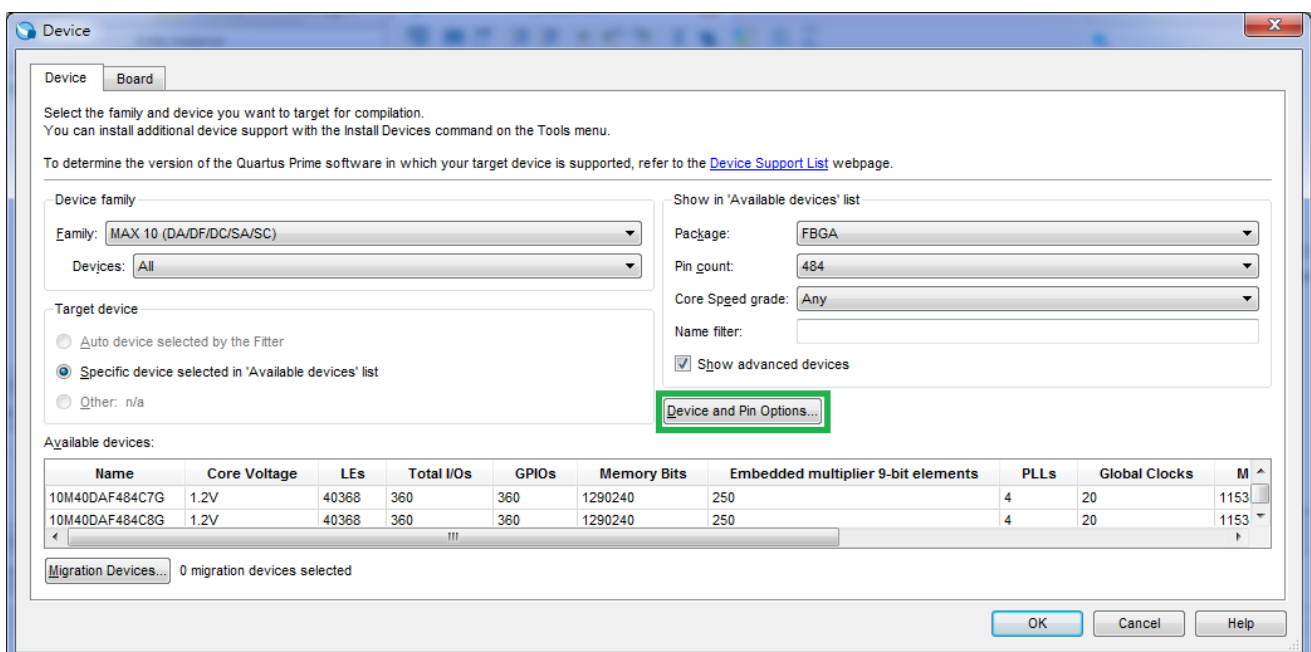 Device
Device
Board
Select the family and device you want to target for compilation.
You can install additional device support with the Install Devices command on the Tools menu.
To determine the version of the Quartus Prime software in which your target device is supported, refer to the Device Support List webpage.
Device family
Family: MAX 10 (DA/DF/DC/SA/SC)
Devices: All
Target device
Auto device selected by the Fitter
Specific device selected in 'Available devices' list
Other: n/a
Show in 'Available devices' list
Package: FBGA
Pin count: 484
Core Speed grade: Any
Name filter:
Show advanced devices
Device and Pin Options...
Available devices:
Name Core Voltage LEs Total I/Os GPIOs Memory Bits Embedded multiplier 9-bit elements PLLs Global Clocks M
10M40DAF484C7G 1.2V 40368 360 360 1290240 250 4 20 1153
10M40DAF484C8G 1.2V 40368 360 360 1290240 250 4 20 1153
Migration Devices... 0 migration devices selected
OK Cancel Help